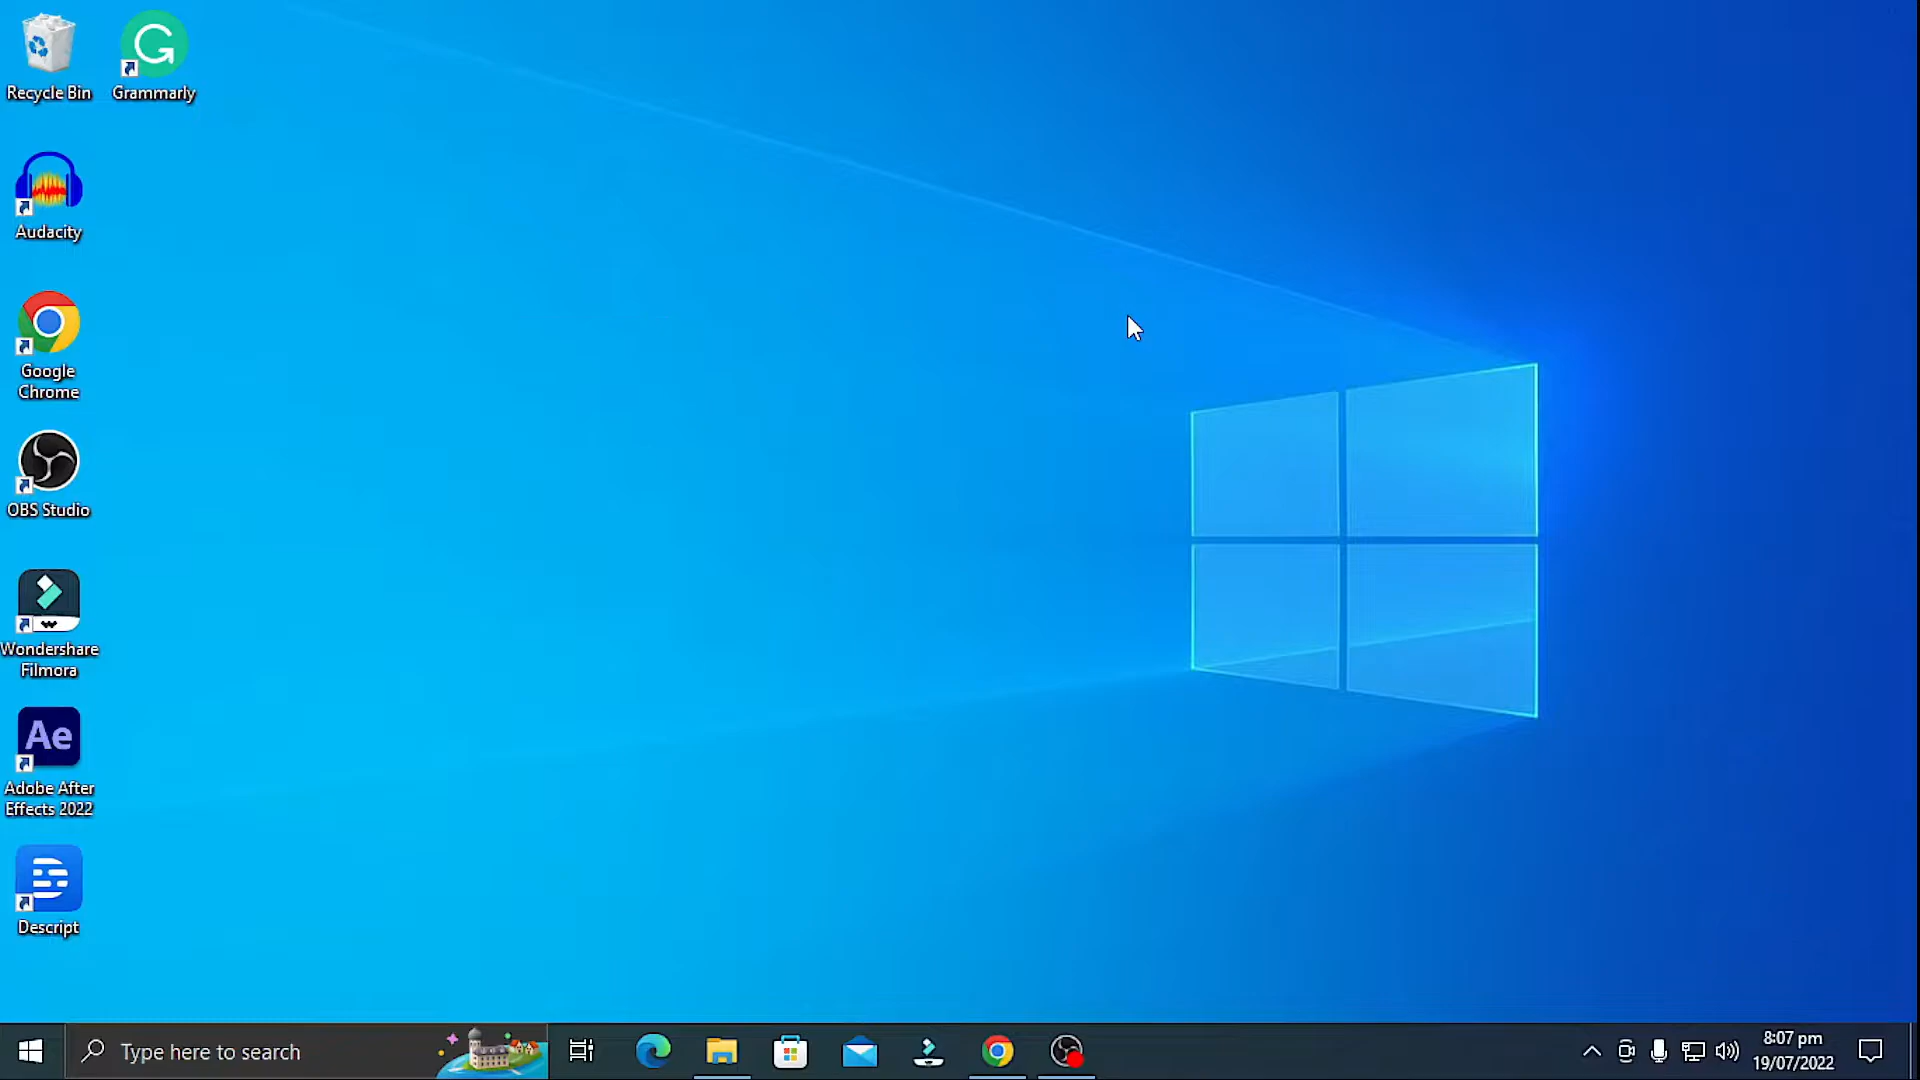 Recycle Bin
Grammarly
Audacity
Google
Chrome
OBS Studio
Wondershare
Filmora
Ae
Adobe After
Effects 2022
Descript
Type here to search
8:07 pm
19/07/2022